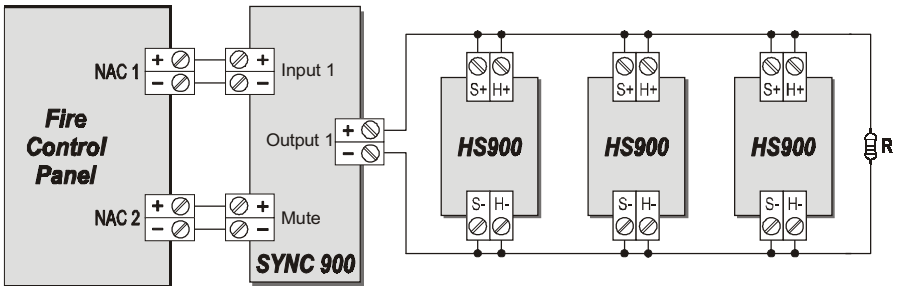 Fire
Control
Panel
NAC 1
+
−
NAC 2
+
−
+
−
Input 1
Output 1
+
−
+
−
Mute
SYNC 900
S+ H+
HS900
S- H-
S+ H+
HS900
S- H-
S+ H+
HS900
S- H-
R